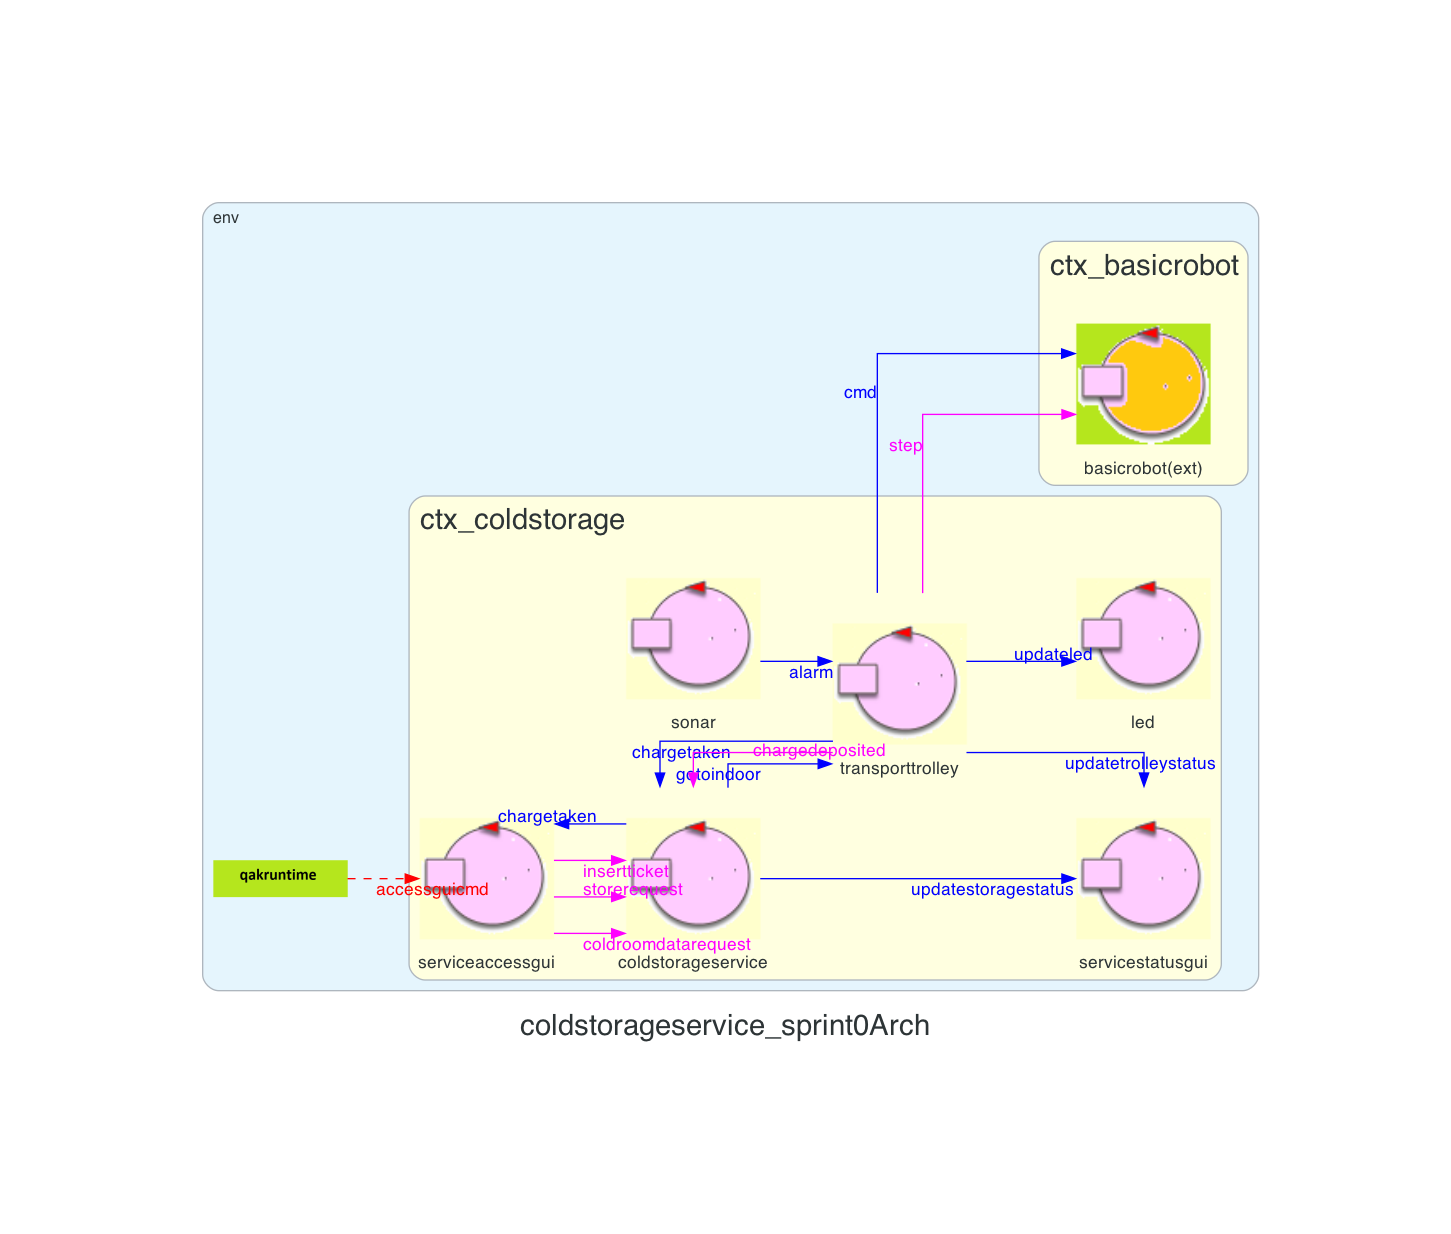 env
ctx_basicrobot
cmd
step
basicrobot(ext)
ctx_coldstorage
alarm
updateled
sonar
led
chargetaken
chargedeposited
transporttrolley
gotoindoor
updatetrolleystatus
chargetaken
qakruntime
accessguicmd
insertticket
storerequest
updatestoragestatus
coldroomdatarequest
serviceaccessgui
coldstorageservice
servicestatusgui
coldstorageservice_sprint0Arch